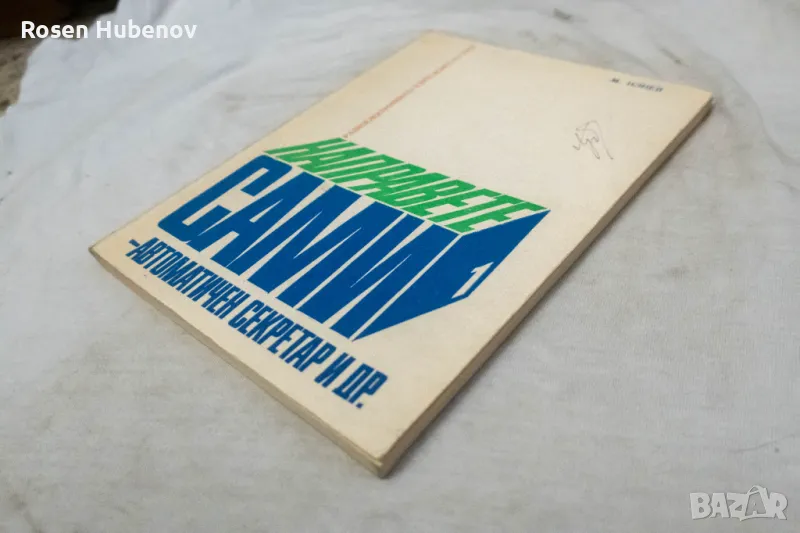 Rosen Hubenov
НАПРАВЕТЕ
САМИ
1
–АВТОМАТИЧЕН СЕКРЕТАР И ДР.
BAZAR